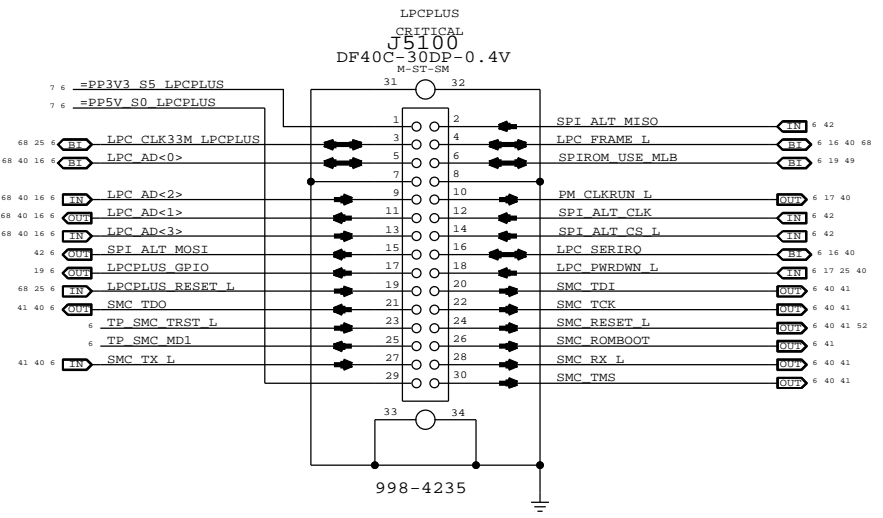 LPCPLUS
CRITICAL
J5100
DF40C-30DP-0.4V
M-ST-SM
31 32
7 6 =PP3V3_S5_LPCPLUS
7 6 =PP5V_S0_LPCPLUS
1 2 SPI_ALT_MISO IN 6 42
68 25 6 BI LPC_CLK33M_LPCPLUS 3 4 LPC_FRAME_L BI 6 16 40 68
68 40 16 6 BI LPC_AD<0> 5 6 SPIROM_USE_MLB BI 6 19 49
7 8
68 40 16 6 IN LPC_AD<2> 9 10 PM_CLKRUN_L OUT 6 17 40
68 40 16 6 OUT LPC_AD<1> 11 12 SPI_ALT_CLK IN 6 42
68 40 16 6 IN LPC_AD<3> 13 14 SPI_ALT_CS_L IN 6 42
42 6 OUT SPI_ALT_MOSI 15 16 LPC_SERIRQ BI 6 16 40
19 6 OUT LPCPLUS_GPIO 17 18 LPC_PWRDWN_L IN 6 17 25 40
68 25 6 IN LPCPLUS_RESET_L 19 20 SMC_TDI OUT 6 40 41
41 40 6 OUT SMC_TDO 21 22 SMC_TCK OUT 6 40 41
6 TP_SMC_TRST_L 23 24 SMC_RESET_L OUT 6 40 41 52
6 TP_SMC_MD1 25 26 SMC_ROMBOOT OUT 6 41
41 40 6 IN SMC_TX_L 27 28 SMC_RX_L OUT 6 40 41
29 30 SMC_TMS OUT 6 40 41
33 34
998-4235